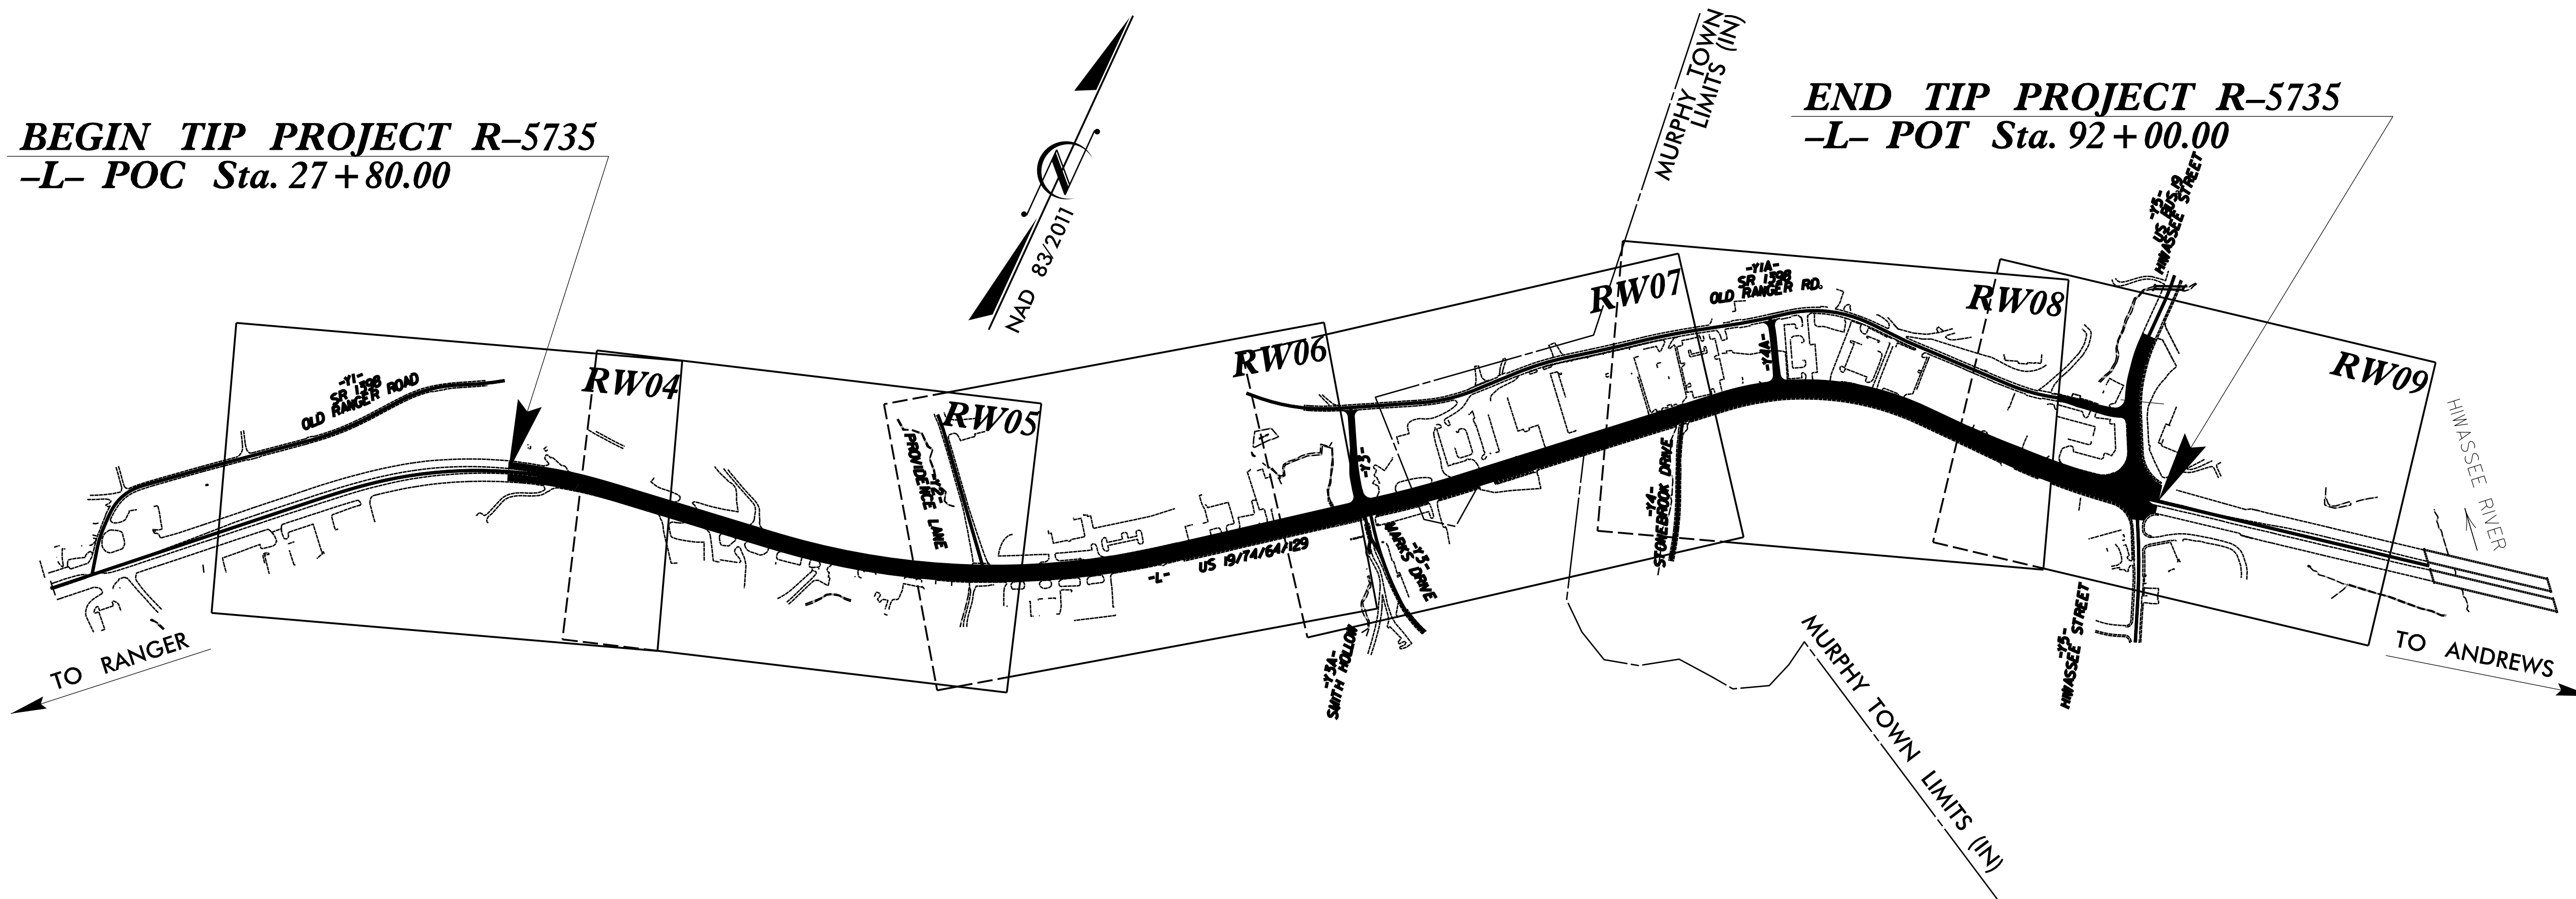 BEGIN TIP PROJECT R–5735
–L– POC Sta. 27+80.00
NAD 83/2011
MURPHY TOWN
LIMITS (IN)
END TIP PROJECT R–5735
–L– POT Sta. 92+00.00
-Y5-
US BUS 19
HIWASSEE STREET
-Y1-
SR 1398
OLD RANGER ROAD
RW04
RW05
-Y2-
PROVIDENCE LANE
RW06
-Y3-
RW07
-Y1A-
SR 1398
OLD RANGER RD.
-Y4A-
RW08
RW09
HIWASSEE RIVER
-L-
US 19/74/64/129
-Y3-
MARKS DRIVE
-Y3A-
SMITH HOLLOW
-Y4-
STONEBROOK DRIVE
-Y5-
HIWASSEE STREET
TO RANGER
TO ANDREWS
MURPHY TOWN LIMITS (IN)